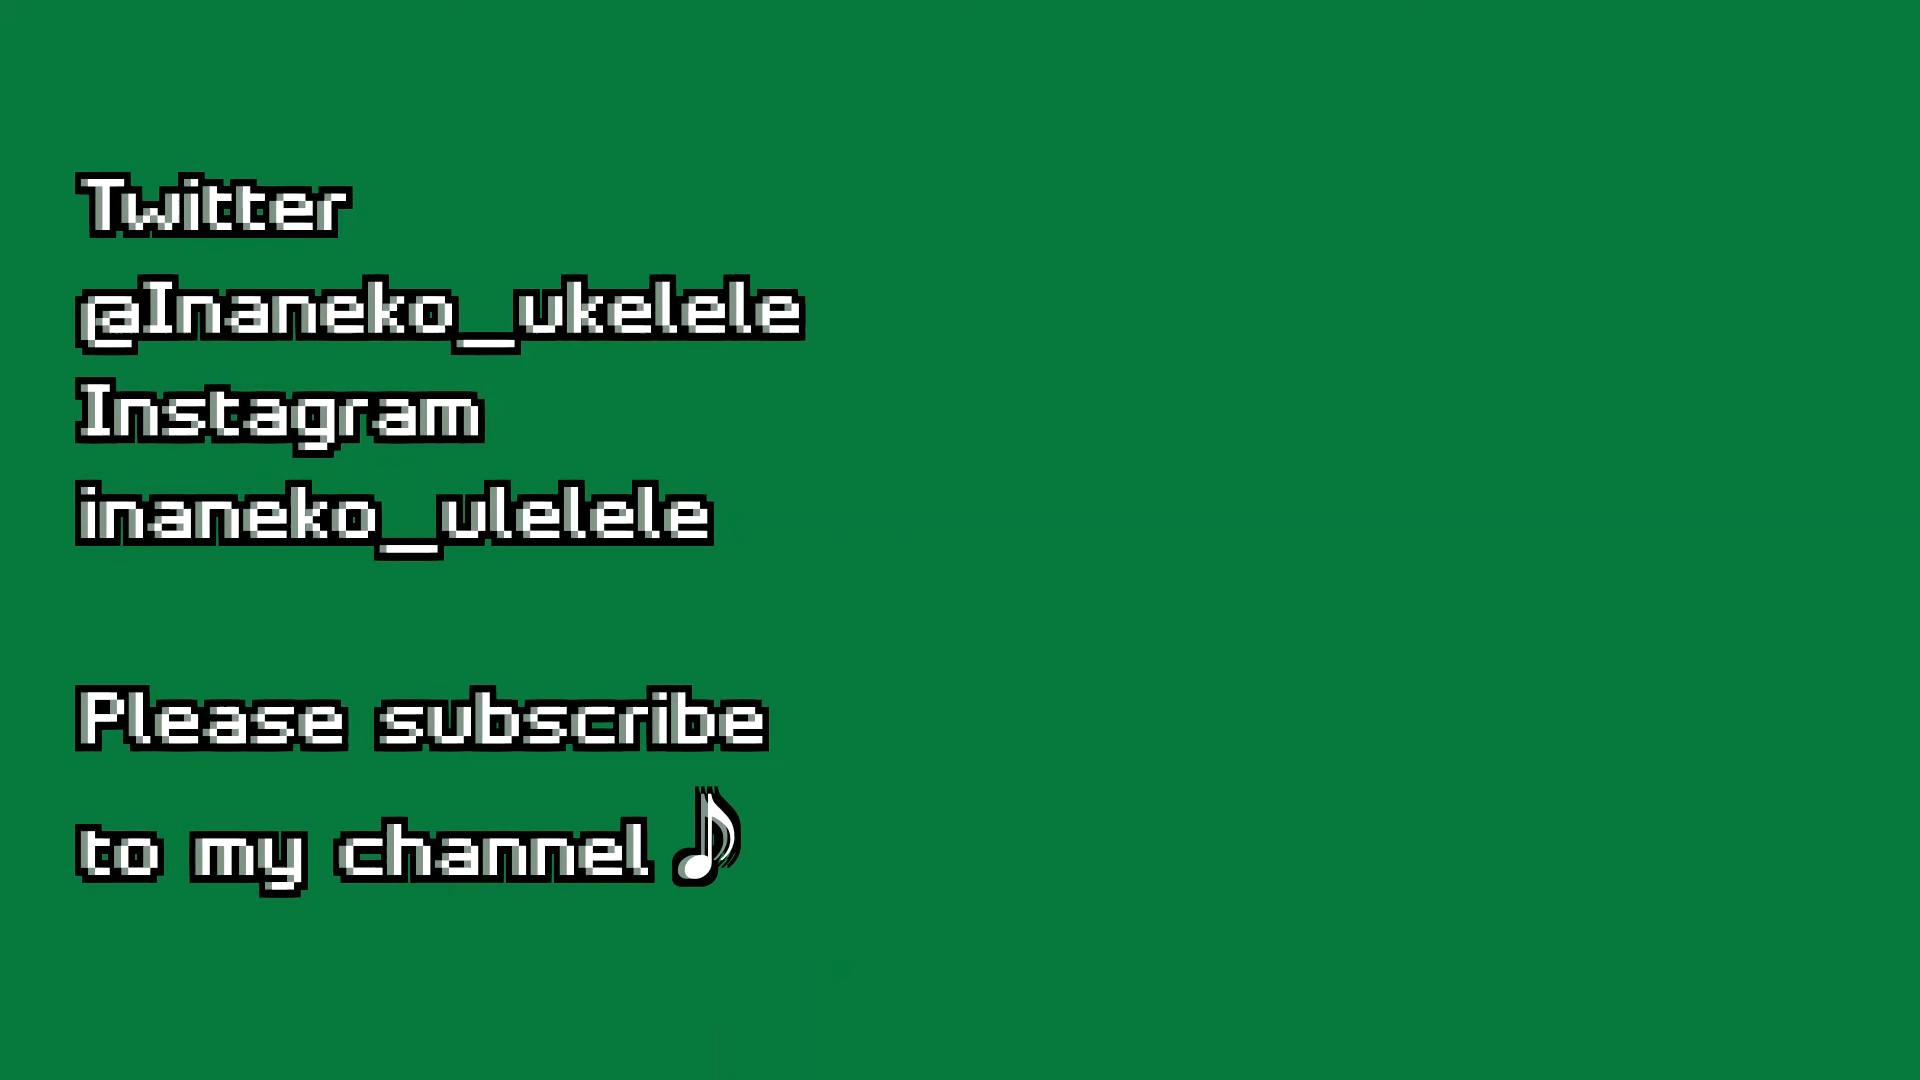 Twitter
@Inaneko_ukelele
Instagram
inaneko_ulelele
Please subscribe
to my channel♪